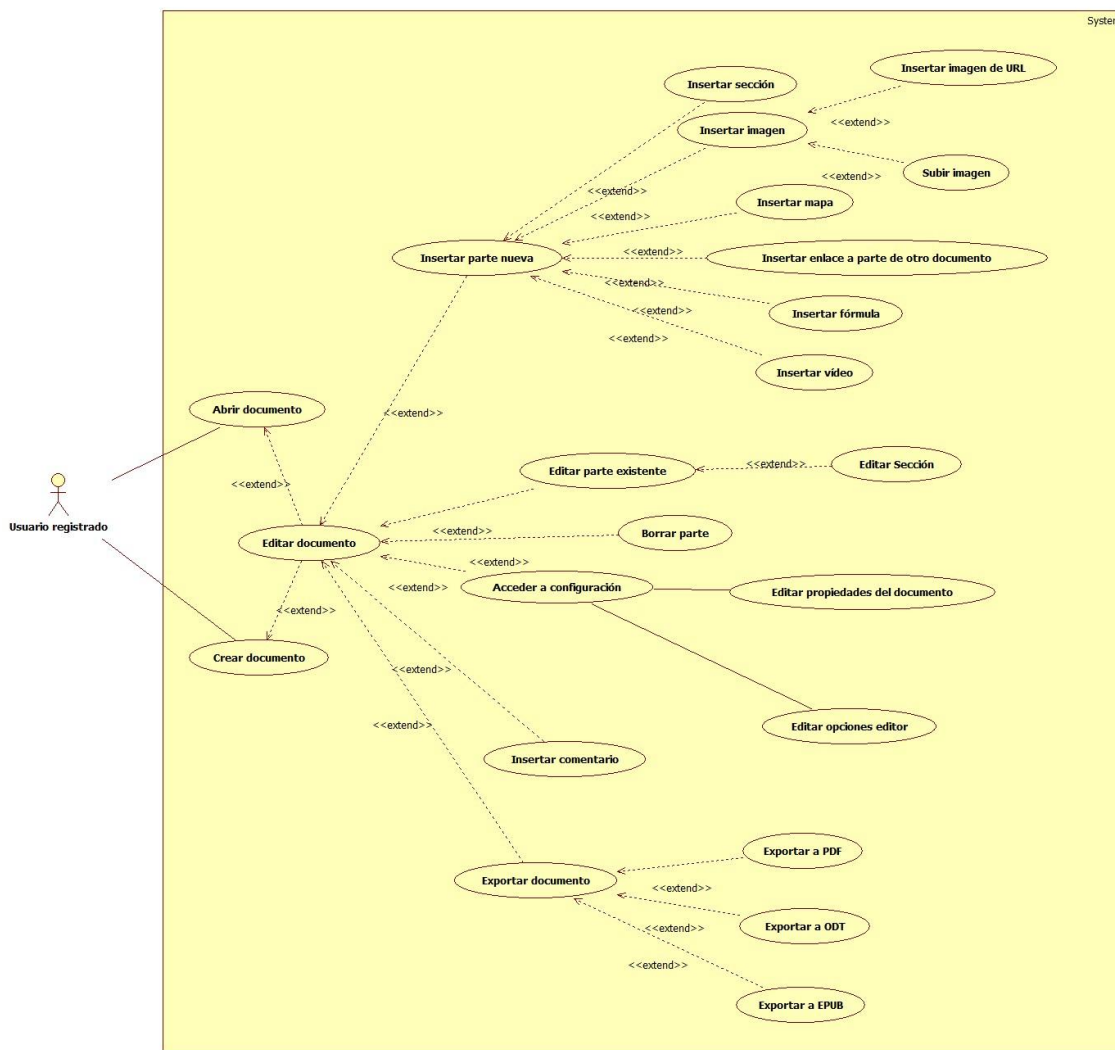 System
Insertar imagen de URL
Insertar sección
<<extend>>
Insertar imagen
<<extend>>
Subir imagen
<<extend>>
Insertar mapa
<<extend>>
Insertar parte nueva
<<extend>>
Insertar enlace a parte de otro documento
<<extend>>
<<extend>>
Insertar fórmula
<<extend>>
Insertar vídeo
Abrir documento
<<extend>>
Editar parte existente
<<extend>>
Editar Sección
<<extend>>
Usuario registrado
Editar documento
<<extend>>
Borrar parte
<<extend>>
Acceder a configuración
<<extend>>
Editar propiedades del documento
<<extend>>
Crear documento
<<extend>>
<<extend>>
Editar opciones editor
Insertar comentario
Exportar a PDF
Exportar documento
<<extend>>
<<extend>>
Exportar a ODT
<<extend>>
Exportar a EPUB